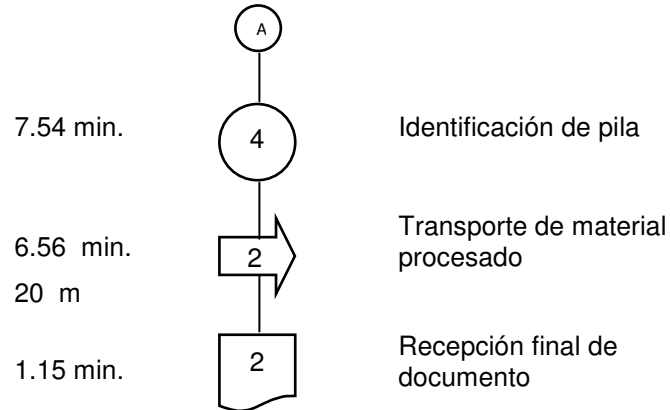 A
7.54 min.
4
Identificación de pila
6.56 min.
20 m
2
Transporte de material
procesado
1.15 min.
2
Recepción final de
documento